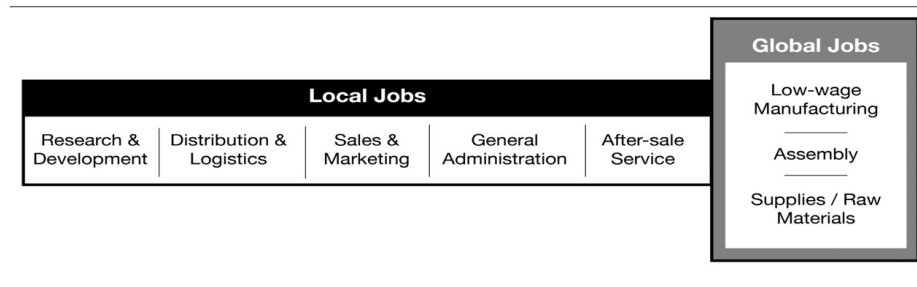 Local Jobs
Research &
Development
Distribution &
Logistics
Sales &
Marketing
General
Administration
After-sale
Service
Global Jobs
Low-wage
Manufacturing
Assembly
Supplies / Raw
Materials